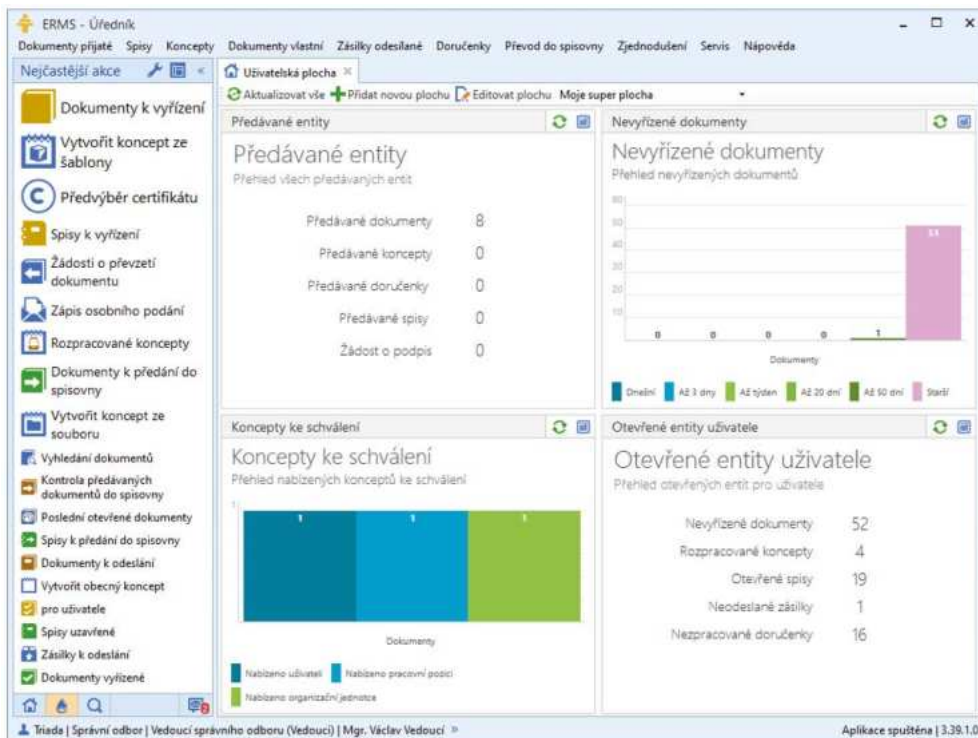 ERMS - Úředník
Dokumenty přijaté Spisy Koncepty Dokumenty vlastní Zásilky odesílané Doručenky Převod do spisovny Zjednodušení Servis Nápověda
Nejčastější akce
Dokumenty k vyřízení
Vytvořit koncept ze
šablony
Předvýběr certifikátu
Spisy k vyřízení
Žádosti o převzetí
dokumentu
Zápis osobního podání
Rozpracované koncepty
Dokumenty k předání do
spisovny
Vytvořit koncept ze
souboru
Vyhledání dokumentů
Kontrola předávaných
dokumentů do spisovny
Poslední otevřené dokumenty
Spisy k předání do spisovny
Dokumenty k odeslání
Vytvořit obecný koncept
pro uživatele
Spisy uzavřené
Zásilky k odeslání
Dokumenty vyřízené
Uživatelská plocha
Aktualizovat vše Přidat novou plochu Editovat plochu Moje super plocha
Předávané entity
Předávané entity
Přehled všech předávaných entit
Předávané dokumenty 8
Předávané koncepty 0
Předávané doručenky 0
Předávané spisy 0
Žádost o podpis 0
Nevyřízené dokumenty
Nevyřízené dokumenty
Přehled nevyřízených dokumentů
60
50
40
30
20
10
0 0 0 0 1 51
Dokumenty
Dnešní Až 3 dny Až týden Až 20 dní Až 50 dní Starší
Koncepty ke schválení
Koncepty ke schválení
Přehled nabízených konceptů ke schválení
1
1 1 1
Dokumenty
Nabízeno uživateli Nabízeno pracovní pozici
Nabízeno organizační jednotce
Otevřené entity uživatele
Otevřené entity uživatele
Přehled otevřených entit pro uživatele
Nevyřízené dokumenty 52
Rozpracované koncepty 4
Otevřené spisy 19
Neodeslané zásilky 1
Nezpracované doručenky 16
Triada | Správní odbor | Vedoucí správního odboru (Vedoucí) | Mgr. Václav Vedoucí »
Aplikace spuštěna | 3.39.1.0